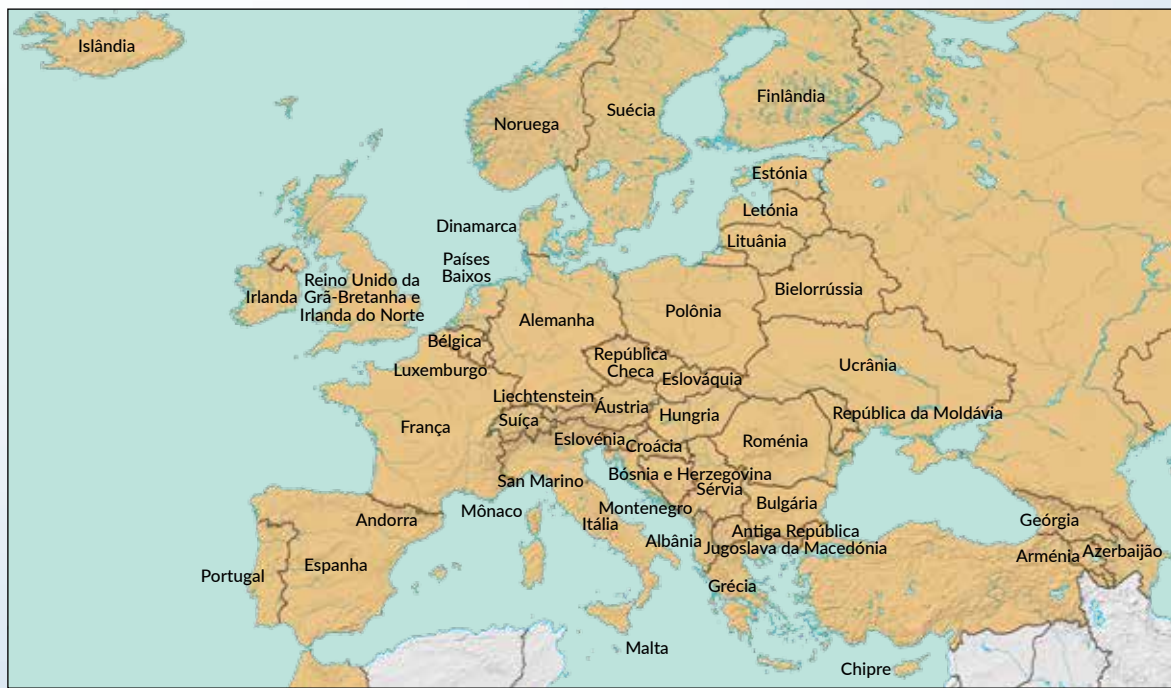 Islândia
Noruega
Suécia
Finlândia
Estónia
Letónia
Lituânia
Dinamarca
Países
Baixos
Irlanda
Reino Unido da
Grã-Bretanha e
Irlanda do Norte
Bielorrússia
Alemanha
Polônia
Bélgica
Luxemburgo
República
Checa
Eslováquia
Ucrânia
Liechtenstein
Áustria
Suíça
Hungria
República da Moldávia
França
Eslovénia
Croácia
Roménia
Bósnia e Herzegovina
Sérvia
San Marino
Mônaco
Montenegro
Bulgária
Andorra
Itália
Antiga República
Jugoslava da Macedónia
Albânia
Geórgia
Arménia
Azerbaijão
Portugal
Espanha
Grécia
Malta
Chipre